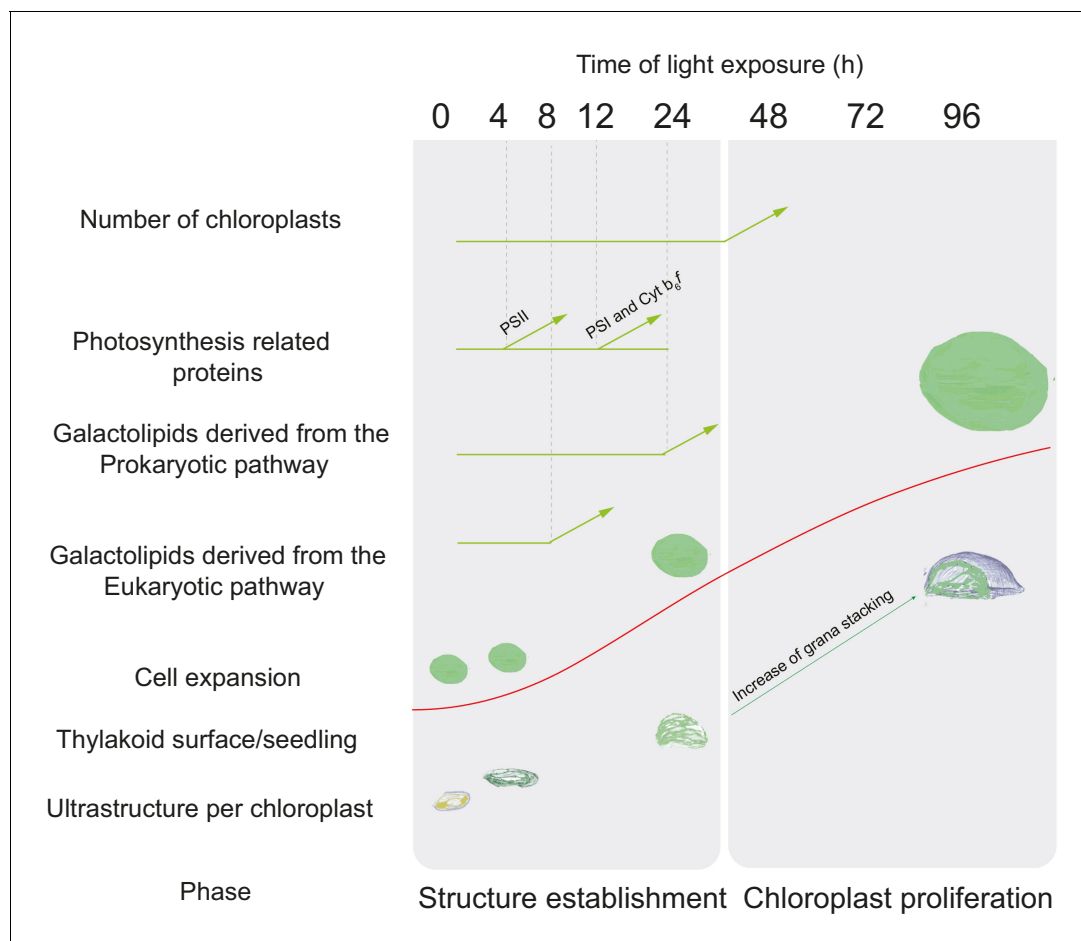 Time of light exposure (h)
0 4 8 12 24 48 72 96
Number of chloroplasts
PSII
PSI and Cyt b₆f
Photosynthesis related
proteins
Galactolipids derived from the
Prokaryotic pathway
Galactolipids derived from the
Eukaryotic pathway
Increase of grana stacking
Cell expansion
Thylakoid surface/seedling
Ultrastructure per chloroplast
Phase
Structure establishment
Chloroplast proliferation